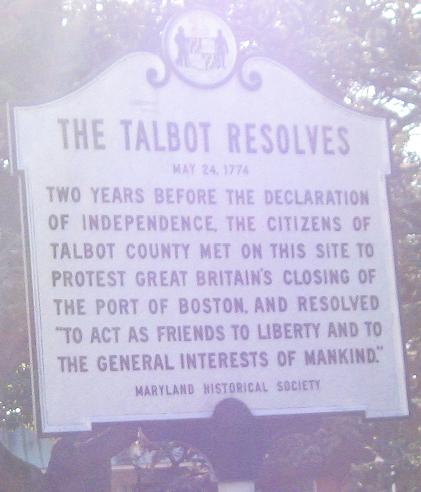 THE TALBOT RESOLVES
MAY 24, 1774
TWO YEARS BEFORE THE DECLARATION
OF INDEPENDENCE, THE CITIZENS OF
TALBOT COUNTY MET ON THIS SITE TO
PROTEST GREAT BRITAIN'S CLOSING OF
THE PORT OF BOSTON, AND RESOLVED
"TO ACT AS FRIENDS TO LIBERTY AND TO
THE GENERAL INTERESTS OF MANKIND."
MARYLAND HISTORICAL SOCIETY